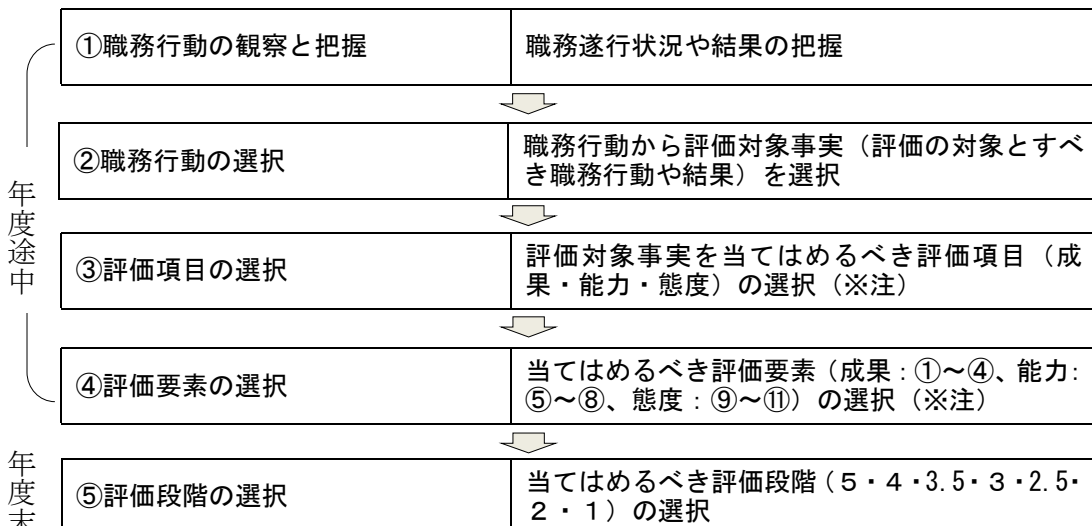 ①職務行動の観察と把握
職務遂行状況や結果の把握
②職務行動の選択
職務行動から評価対象事実（評価の対象とすべ
き職務行動や結果）を選択
年度途中
③評価項目の選択
評価対象事実を当てはめるべき評価項目（成
果・能力・態度）の選択（※注）
④評価要素の選択
当てはめるべき評価要素（成果：①～④、能力：
⑤～⑧、態度：⑨～⑪）の選択（※注）
年度末
⑤評価段階の選択
当てはめるべき評価段階（５・４・3.5・３・2.5・
２・１）の選択